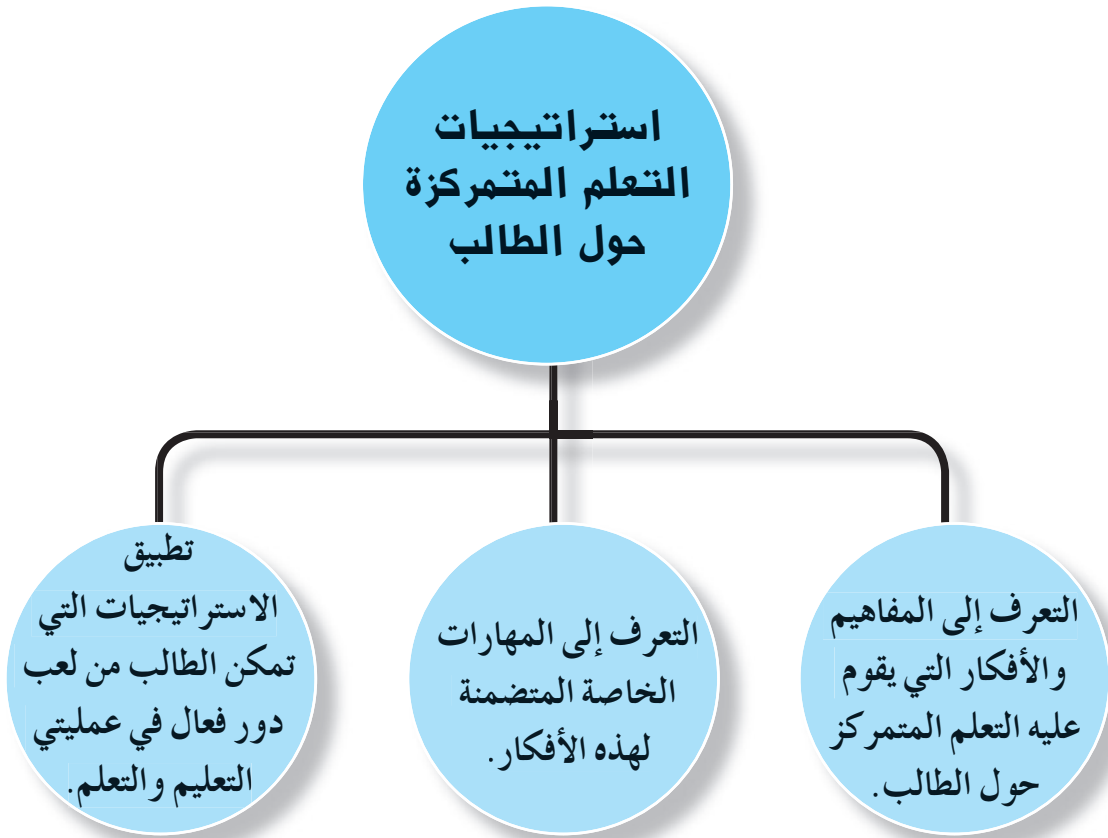 استراتيجيات
التعلم المتمركزة
حول الطالب
التعرف إلى المفاهيم
والأفكار التي يقوم
عليه التعلم المتمركز
حول الطالب.
التعرف إلى المهارات
الخاصة المتضمنة
لهذه الأفكار.
تطبيق
الاستراتيجيات التي
تمكن الطالب من لعب
دور فعال في عمليتي
التعليم والتعلم.